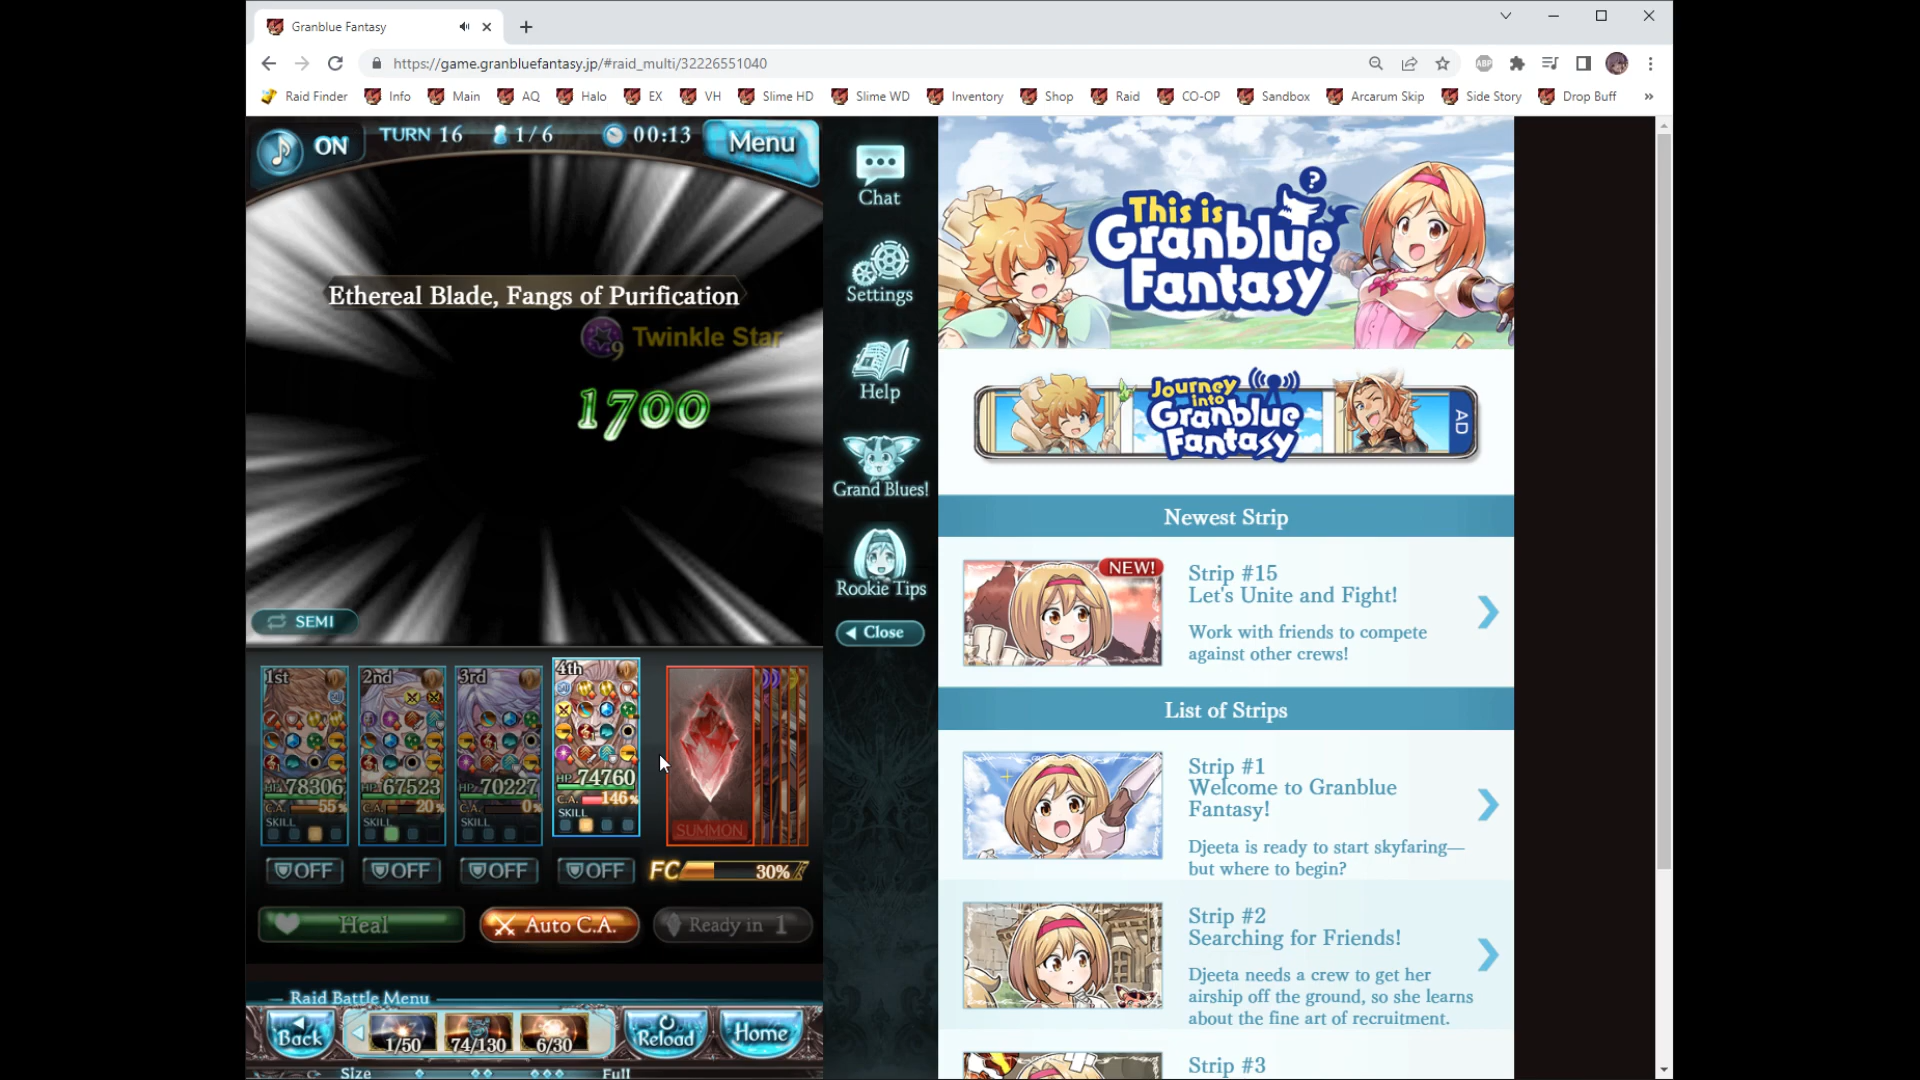 Granblue Fantasy
https://game.granbluefantasy.jp/#raid_multi/32226551040
ABP
Raid Finder
Info
Main
AQ
Halo
EX
VH
Slime HD
Slime WD
Inventory
Shop
Raid
CO-OP
Sandbox
Arcarum Skip
Side Story
Drop Buff
»
ON
TURN 16
1/6
00:13
Menu
Ethereal Blade, Fangs of Purification
9 Twinkle Star
1700
SEMI
1st
2nd
3rd
4th
HP 78306
HP 67523
HP 70227
HP 74760
C.A. 55%
C.A. 20%
C.A. 0%
C.A. 146%
SKILL
SKILL
SKILL
SKILL
SUMMON
OFF
OFF
OFF
OFF
FC 30%
Heal
Auto C.A.
Ready in 1
Raid Battle Menu
Back
1/50
74/130
6/30
Reload
Home
Size
Full
Chat
Settings
Help
Grand Blues!
Rookie Tips
Close
This is
Granblue
Fantasy
?
Journey
into
Granblue
Fantasy
AD
Newest Strip
NEW!
Strip #15
Let's Unite and Fight!
Work with friends to compete
against other crews!
List of Strips
Strip #1
Welcome to Granblue
Fantasy!
Djeeta is ready to start skyfaring—
but where to begin?
Strip #2
Searching for Friends!
Djeeta needs a crew to get her
airship off the ground, so she learns
about the fine art of recruitment.
Strip #3